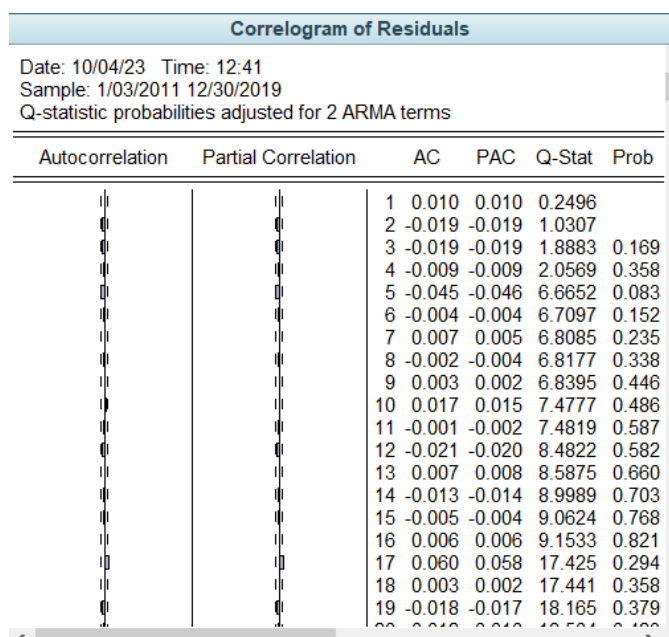 Correlogram of Residuals
Date: 10/04/23 Time: 12:41
Sample: 1/03/2011 12/30/2019
Q-statistic probabilities adjusted for 2 ARMA terms
Autocorrelation Partial Correlation AC PAC Q-Stat Prob
1 0.010 0.010 0.2496
2 -0.019 -0.019 1.0307
3 -0.019 -0.019 1.8883 0.169
4 -0.009 -0.009 2.0569 0.358
5 -0.045 -0.046 6.6652 0.083
6 -0.004 -0.004 6.7097 0.152
7 0.007 0.005 6.8085 0.235
8 -0.002 -0.004 6.8177 0.338
9 0.003 0.002 6.8395 0.446
10 0.017 0.015 7.4777 0.486
11 -0.001 -0.002 7.4819 0.587
12 -0.021 -0.020 8.4822 0.582
13 0.007 0.008 8.5875 0.660
14 -0.013 -0.014 8.9989 0.703
15 -0.005 -0.004 9.0624 0.768
16 0.006 0.006 9.1533 0.821
17 0.060 0.058 17.425 0.294
18 0.003 0.002 17.441 0.358
19 -0.018 -0.017 18.165 0.379